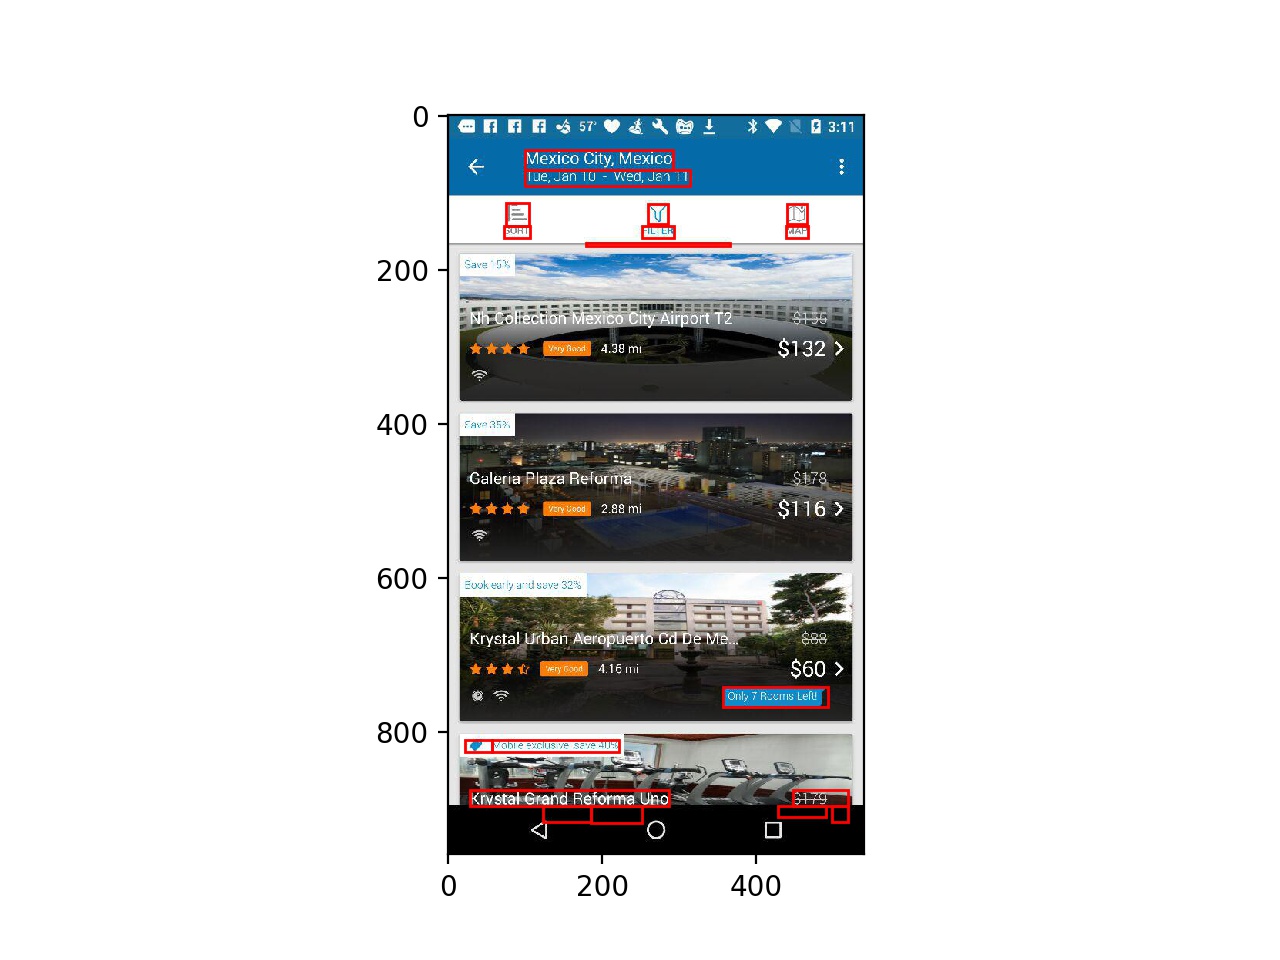 0
57°
3:11
Mexico City, Mexico
Tue, Jan 10 - Wed, Jan 11
SORT
FILTER
MAP
200
Save 15%
Nh Collection Mexico City Airport T2
Very Good
4.38 mi
$132
400
Save 35%
Galeria Plaza Reforma
$178
Very Good
2.88 mi
$116
600
Book early and save 32%
Krystal Urban Aeropuerto Cd De Me...
$88
Very Good
4.16 mi
$60
Only 7 Rooms Left!
800
Mobile exclusive: save 40%
Krystal Grand Reforma Uno
$179
0
200
400